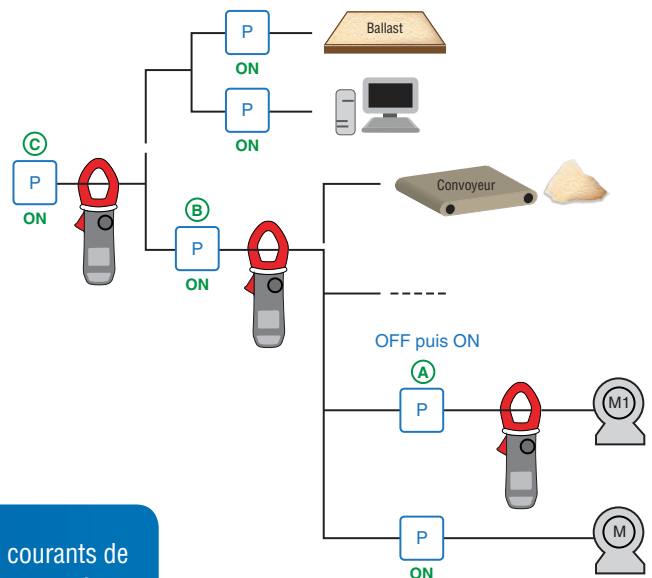 P
Ballast
ON
P
ON
C
P
ON
Convoyeur
B
P
ON
OFF puis ON
A
P
M1
courants de
P
M
ON